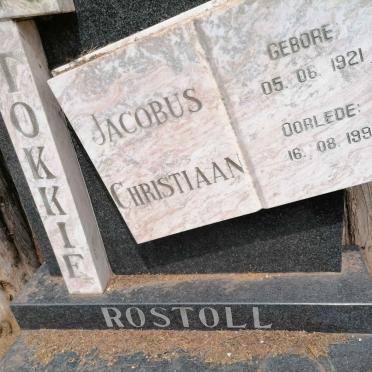 TOKKIE
JACOBUS
CHRISTIAAN
GEBORE
05. 06. 1921
OORLEDE:
16. 08. 199
ROSTOLL